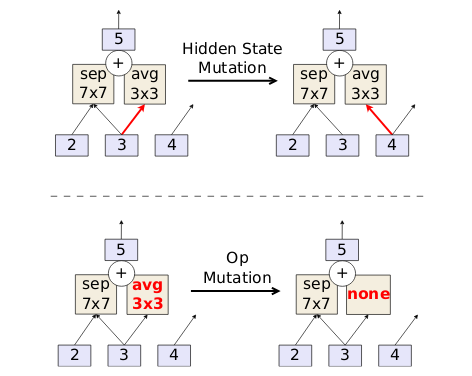 5
+
sep
7x7
avg
3x3
2
3
4
Hidden State
Mutation
5
+
sep
7x7
avg
3x3
2
3
4
5
+
sep
7x7
avg
3x3
2
3
4
Op
Mutation
5
+
sep
7x7
none
2
3
4